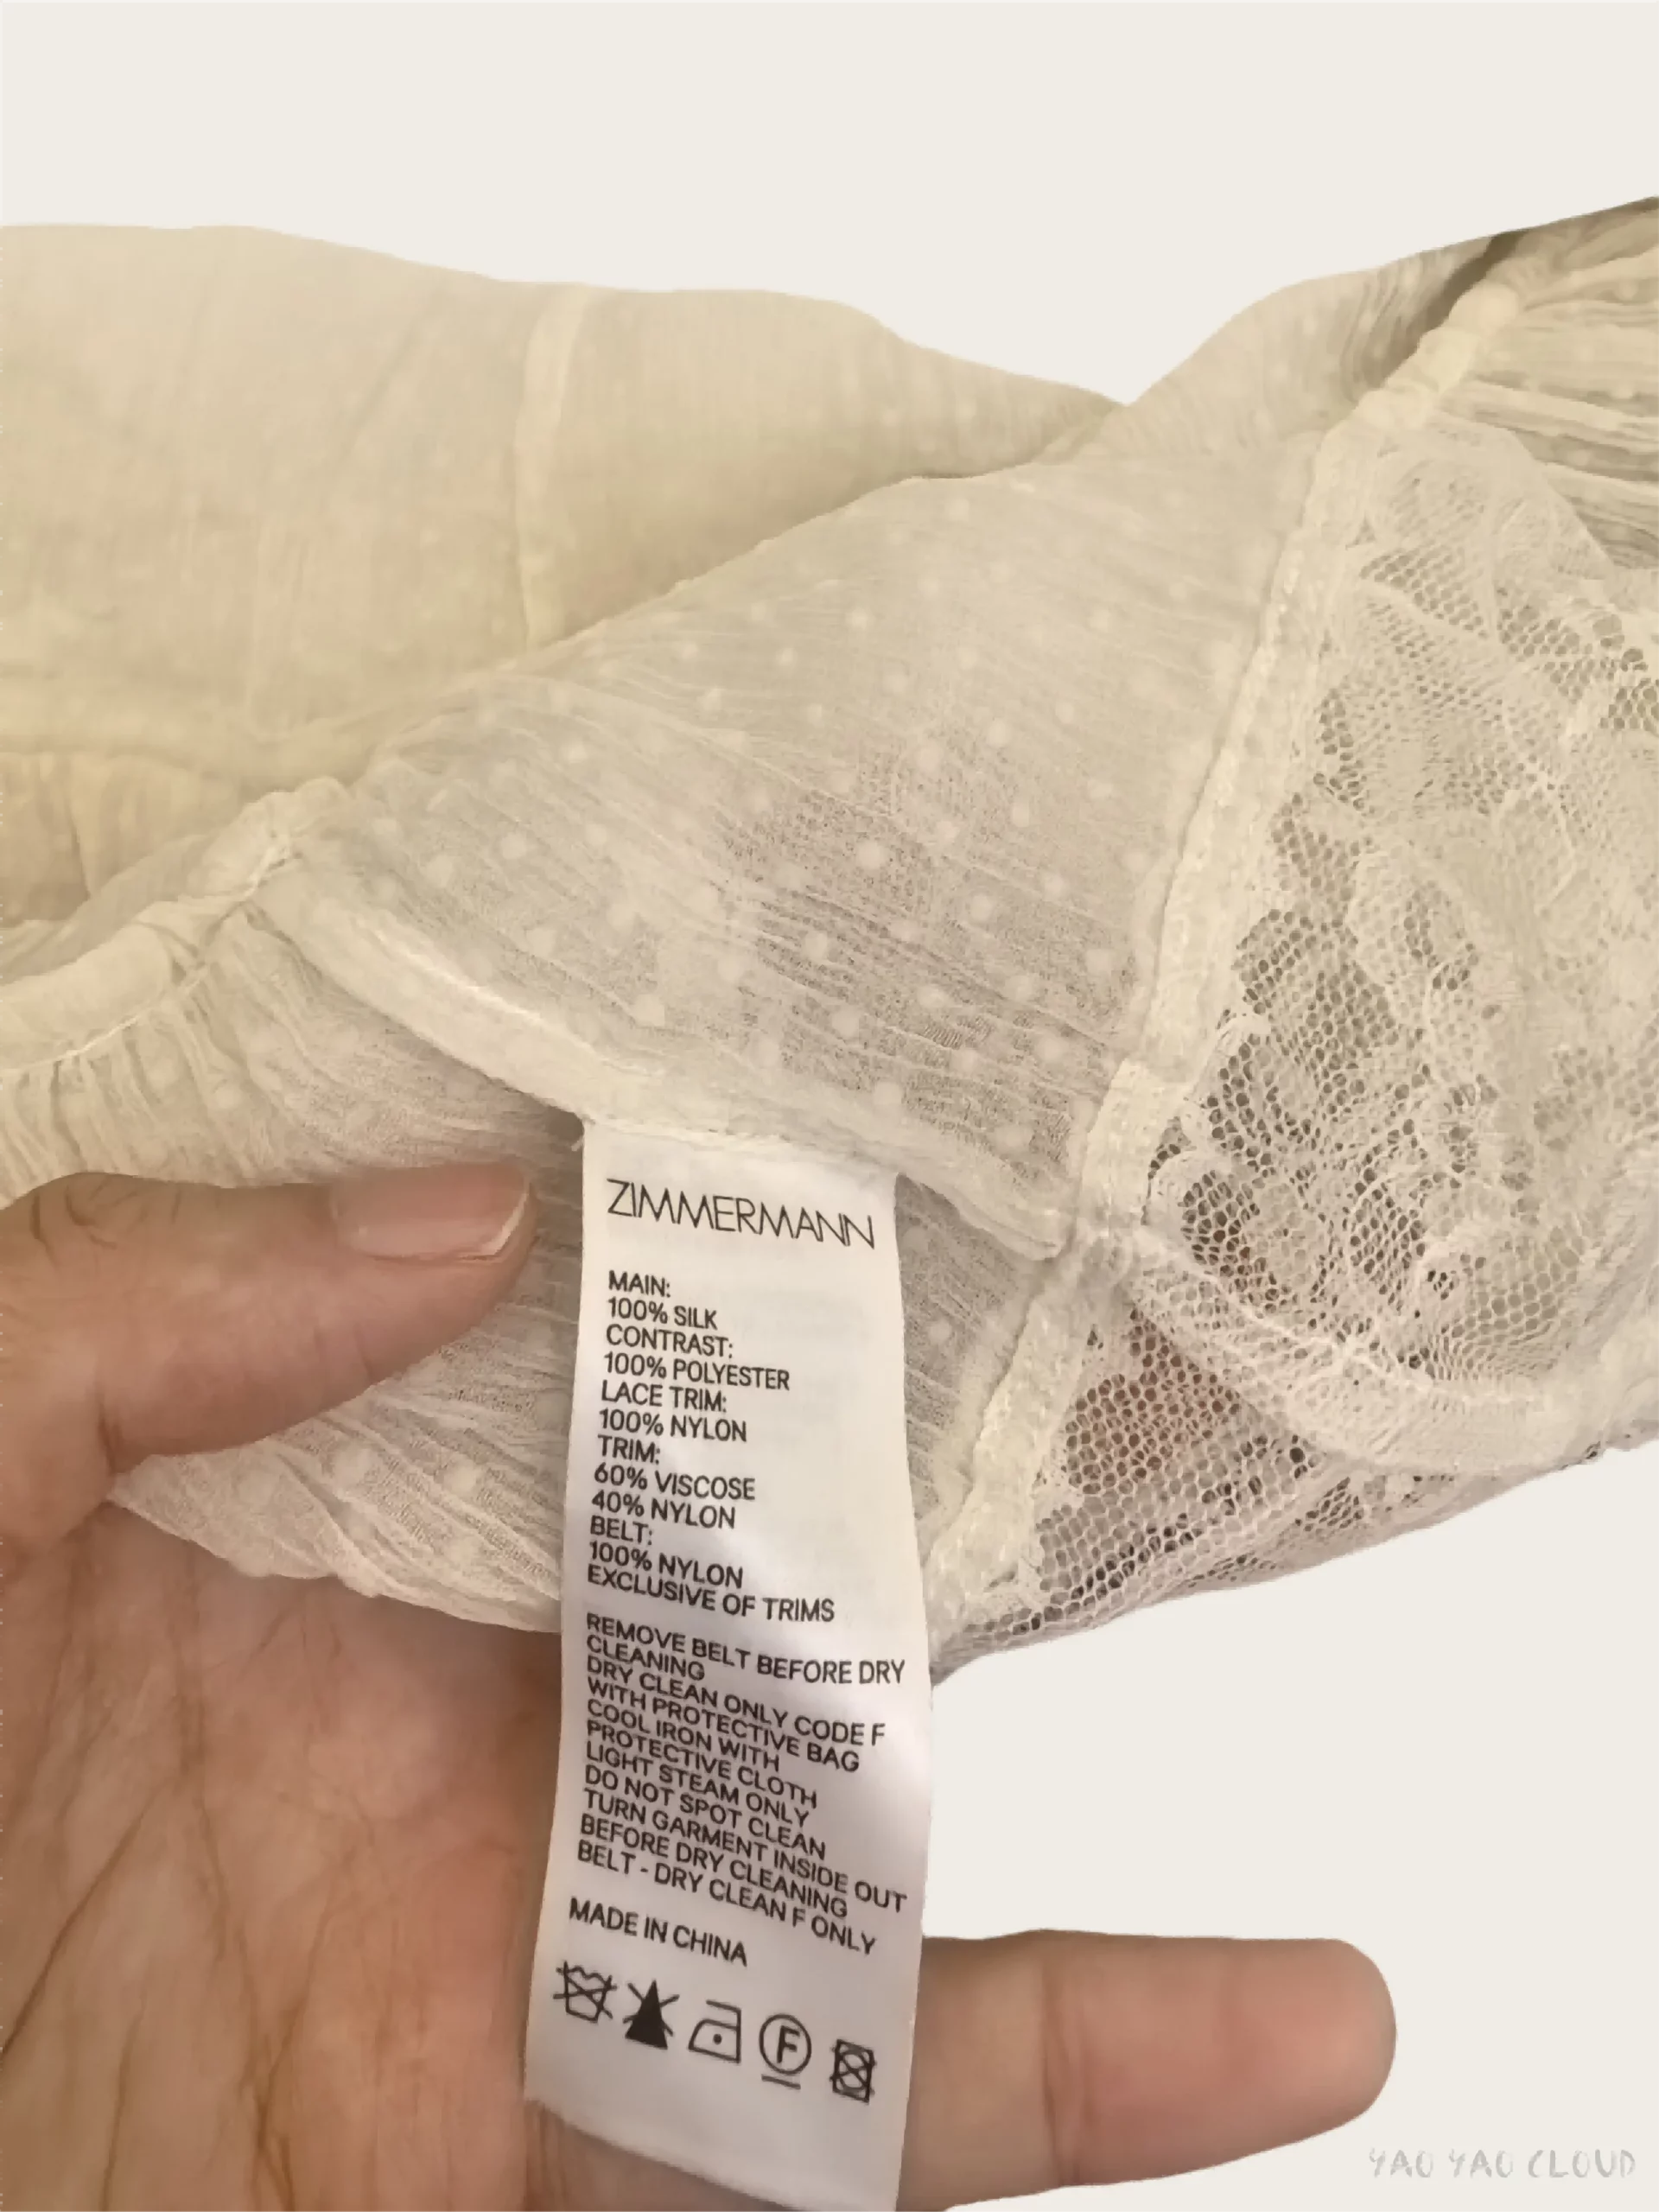 ZIMMERMANN
MAIN:
100% SILK
CONTRAST:
100% POLYESTER
LACE TRIM:
100% NYLON
TRIM:
60% VISCOSE
40% NYLON
BELT:
100% NYLON
EXCLUSIVE OF TRIMS
REMOVE BELT BEFORE DRY
CLEANING
DRY CLEAN ONLY CODE F
WITH PROTECTIVE BAG
COOL IRON WITH
PROTECTIVE CLOTH
LIGHT STEAM ONLY
DO NOT SPOT CLEAN
TURN GARMENT INSIDE OUT
BEFORE DRY CLEANING
BELT - DRY CLEAN F ONLY
MADE IN CHINA
F
YAO YAO CLOUD